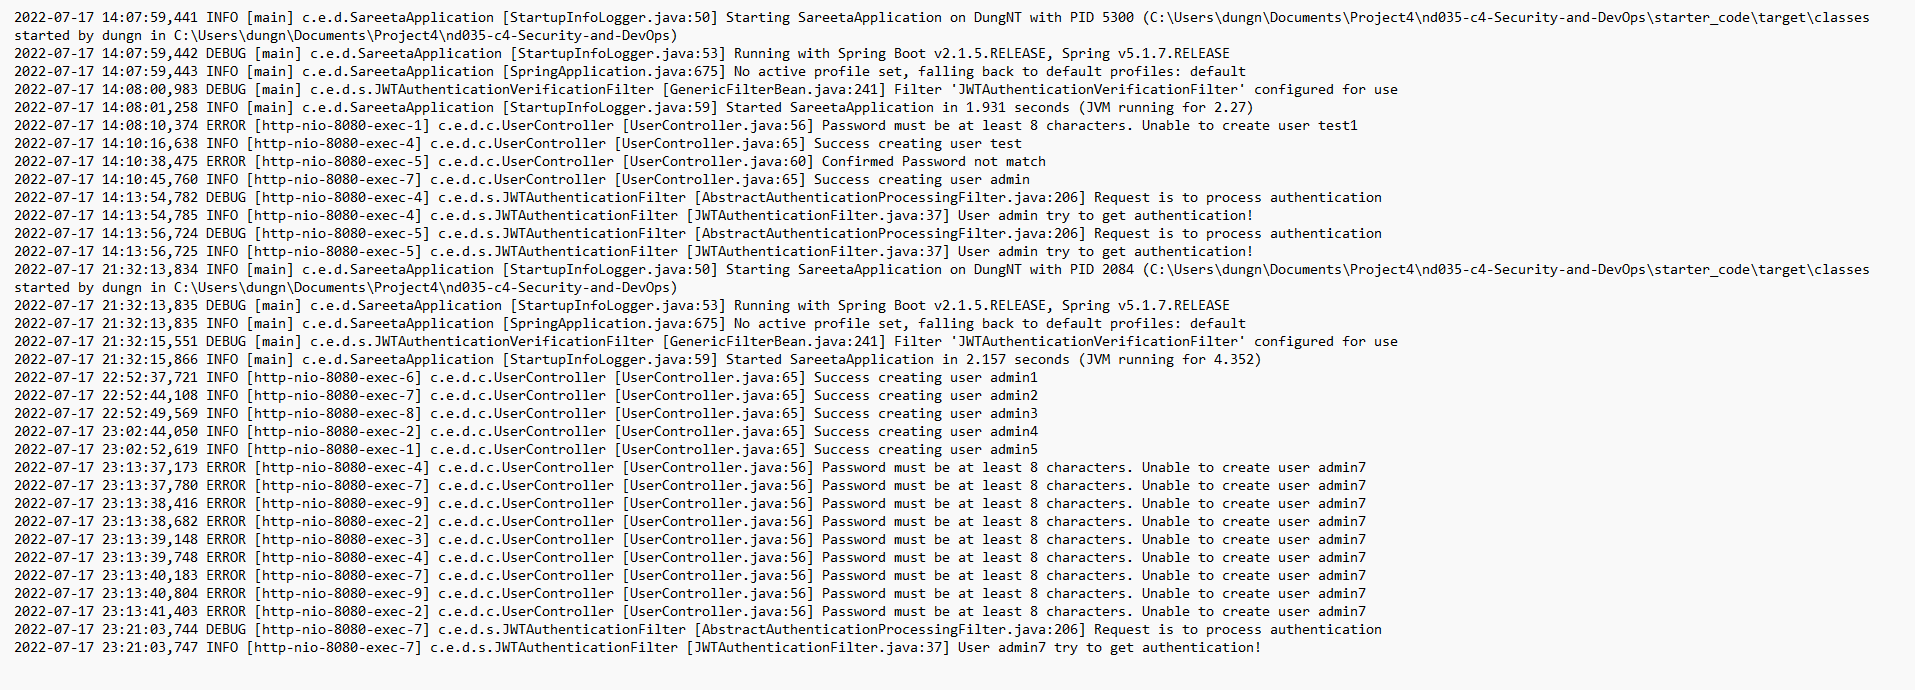 2022-07-17 14:07:59,441 INFO [main] c.e.d.SareetaApplication [StartupInfoLogger.java:50] Starting SareetaApplication on DungNT with PID 5300 (C:\Users\dungn\Documents\Project4\nd035-c4-Security-and-DevOps\starter_code\target\classes
started by dungn in C:\Users\dungn\Documents\Project4\nd035-c4-Security-and-DevOps)
2022-07-17 14:07:59,442 DEBUG [main] c.e.d.SareetaApplication [StartupInfoLogger.java:53] Running with Spring Boot v2.1.5.RELEASE, Spring v5.1.7.RELEASE
2022-07-17 14:07:59,443 INFO [main] c.e.d.SareetaApplication [SpringApplication.java:675] No active profile set, falling back to default profiles: default
2022-07-17 14:08:00,983 DEBUG [main] c.e.d.s.JWTAuthenticationVerificationFilter [GenericFilterBean.java:241] Filter 'JWTAuthenticationVerificationFilter' configured for use
2022-07-17 14:08:01,258 INFO [main] c.e.d.SareetaApplication [StartupInfoLogger.java:59] Started SareetaApplication in 1.931 seconds (JVM running for 2.27)
2022-07-17 14:08:10,374 ERROR [http-nio-8080-exec-1] c.e.d.c.UserController [UserController.java:56] Password must be at least 8 characters. Unable to create user test1
2022-07-17 14:10:16,638 INFO [http-nio-8080-exec-4] c.e.d.c.UserController [UserController.java:65] Success creating user test
2022-07-17 14:10:38,475 ERROR [http-nio-8080-exec-5] c.e.d.c.UserController [UserController.java:60] Confirmed Password not match
2022-07-17 14:10:45,760 INFO [http-nio-8080-exec-7] c.e.d.c.UserController [UserController.java:65] Success creating user admin
2022-07-17 14:13:54,782 DEBUG [http-nio-8080-exec-4] c.e.d.s.JWTAuthenticationFilter [AbstractAuthenticationProcessingFilter.java:206] Request is to process authentication
2022-07-17 14:13:54,785 INFO [http-nio-8080-exec-4] c.e.d.s.JWTAuthenticationFilter [JWTAuthenticationFilter.java:37] User admin try to get authentication!
2022-07-17 14:13:56,724 DEBUG [http-nio-8080-exec-5] c.e.d.s.JWTAuthenticationFilter [AbstractAuthenticationProcessingFilter.java:206] Request is to process authentication
2022-07-17 14:13:56,725 INFO [http-nio-8080-exec-5] c.e.d.s.JWTAuthenticationFilter [JWTAuthenticationFilter.java:37] User admin try to get authentication!
2022-07-17 21:32:13,834 INFO [main] c.e.d.SareetaApplication [StartupInfoLogger.java:50] Starting SareetaApplication on DungNT with PID 2084 (C:\Users\dungn\Documents\Project4\nd035-c4-Security-and-DevOps\starter_code\target\classes
started by dungn in C:\Users\dungn\Documents\Project4\nd035-c4-Security-and-DevOps)
2022-07-17 21:32:13,835 DEBUG [main] c.e.d.SareetaApplication [StartupInfoLogger.java:53] Running with Spring Boot v2.1.5.RELEASE, Spring v5.1.7.RELEASE
2022-07-17 21:32:13,835 INFO [main] c.e.d.SareetaApplication [SpringApplication.java:675] No active profile set, falling back to default profiles: default
2022-07-17 21:32:15,551 DEBUG [main] c.e.d.s.JWTAuthenticationVerificationFilter [GenericFilterBean.java:241] Filter 'JWTAuthenticationVerificationFilter' configured for use
2022-07-17 21:32:15,866 INFO [main] c.e.d.SareetaApplication [StartupInfoLogger.java:59] Started SareetaApplication in 2.157 seconds (JVM running for 4.352)
2022-07-17 22:52:37,721 INFO [http-nio-8080-exec-6] c.e.d.c.UserController [UserController.java:65] Success creating user admin1
2022-07-17 22:52:44,108 INFO [http-nio-8080-exec-7] c.e.d.c.UserController [UserController.java:65] Success creating user admin2
2022-07-17 22:52:49,569 INFO [http-nio-8080-exec-8] c.e.d.c.UserController [UserController.java:65] Success creating user admin3
2022-07-17 23:02:44,050 INFO [http-nio-8080-exec-2] c.e.d.c.UserController [UserController.java:65] Success creating user admin4
2022-07-17 23:02:52,619 INFO [http-nio-8080-exec-1] c.e.d.c.UserController [UserController.java:65] Success creating user admin5
2022-07-17 23:13:37,173 ERROR [http-nio-8080-exec-4] c.e.d.c.UserController [UserController.java:56] Password must be at least 8 characters. Unable to create user admin7
2022-07-17 23:13:37,780 ERROR [http-nio-8080-exec-7] c.e.d.c.UserController [UserController.java:56] Password must be at least 8 characters. Unable to create user admin7
2022-07-17 23:13:38,416 ERROR [http-nio-8080-exec-9] c.e.d.c.UserController [UserController.java:56] Password must be at least 8 characters. Unable to create user admin7
2022-07-17 23:13:38,682 ERROR [http-nio-8080-exec-2] c.e.d.c.UserController [UserController.java:56] Password must be at least 8 characters. Unable to create user admin7
2022-07-17 23:13:39,148 ERROR [http-nio-8080-exec-3] c.e.d.c.UserController [UserController.java:56] Password must be at least 8 characters. Unable to create user admin7
2022-07-17 23:13:39,748 ERROR [http-nio-8080-exec-4] c.e.d.c.UserController [UserController.java:56] Password must be at least 8 characters. Unable to create user admin7
2022-07-17 23:13:40,183 ERROR [http-nio-8080-exec-7] c.e.d.c.UserController [UserController.java:56] Password must be at least 8 characters. Unable to create user admin7
2022-07-17 23:13:40,804 ERROR [http-nio-8080-exec-9] c.e.d.c.UserController [UserController.java:56] Password must be at least 8 characters. Unable to create user admin7
2022-07-17 23:13:41,403 ERROR [http-nio-8080-exec-2] c.e.d.c.UserController [UserController.java:56] Password must be at least 8 characters. Unable to create user admin7
2022-07-17 23:21:03,744 DEBUG [http-nio-8080-exec-7] c.e.d.s.JWTAuthenticationFilter [AbstractAuthenticationProcessingFilter.java:206] Request is to process authentication
2022-07-17 23:21:03,747 INFO [http-nio-8080-exec-7] c.e.d.s.JWTAuthenticationFilter [JWTAuthenticationFilter.java:37] User admin7 try to get authentication!